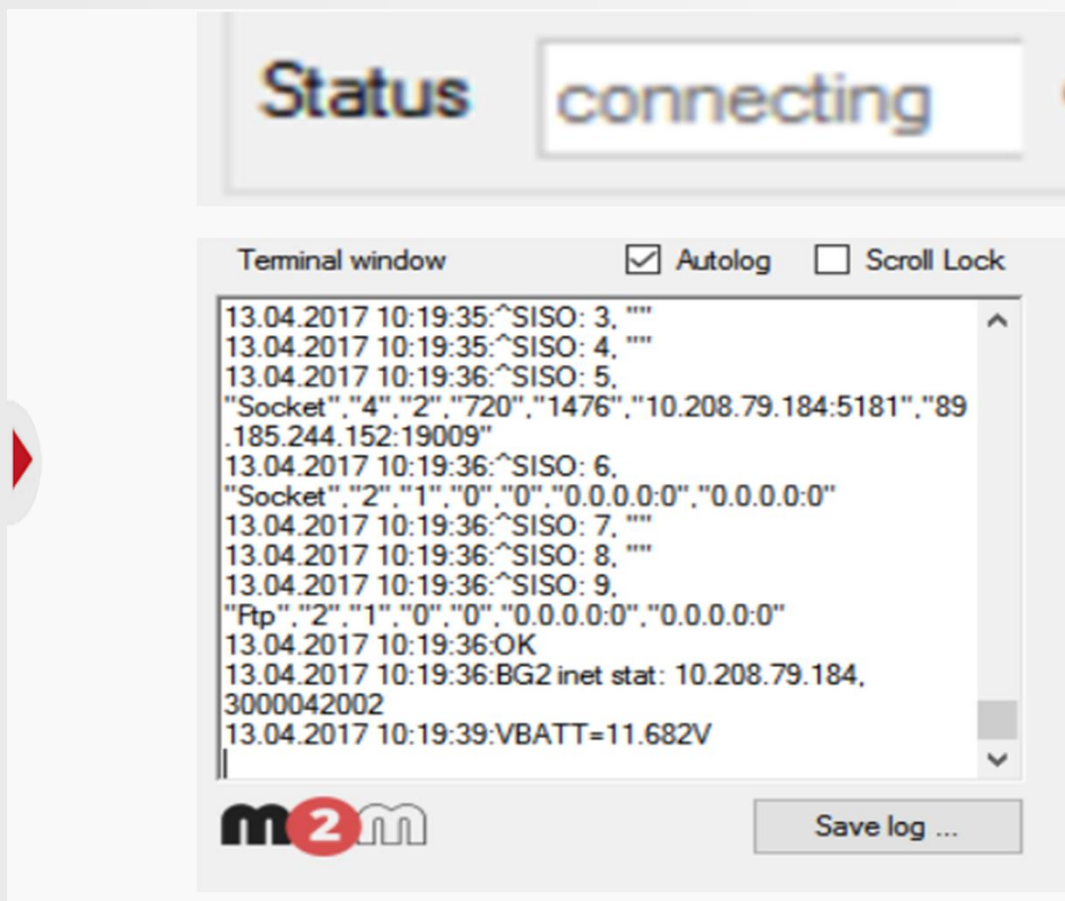 Status connecting
Terminal window Autolog Scroll Lock
13.04.2017 10:19:35:^SISO: 3, ""
13.04.2017 10:19:35:^SISO: 4, ""
13.04.2017 10:19:36:^SISO: 5,
"Socket","4","2","720","1476","10.208.79.184:5181","89
.185.244.152:19009"
13.04.2017 10:19:36:^SISO: 6,
"Socket","2","1","0","0","0.0.0.0:0","0.0.0.0:0"
13.04.2017 10:19:36:^SISO: 7, ""
13.04.2017 10:19:36:^SISO: 8, ""
13.04.2017 10:19:36:^SISO: 9,
"Ftp","2","1","0","0","0.0.0.0:0","0.0.0.0:0"
13.04.2017 10:19:36:OK
13.04.2017 10:19:36:BG2 inet stat: 10.208.79.184,
3000042002
13.04.2017 10:19:39:VBATT=11.682V
m2m Save log ...